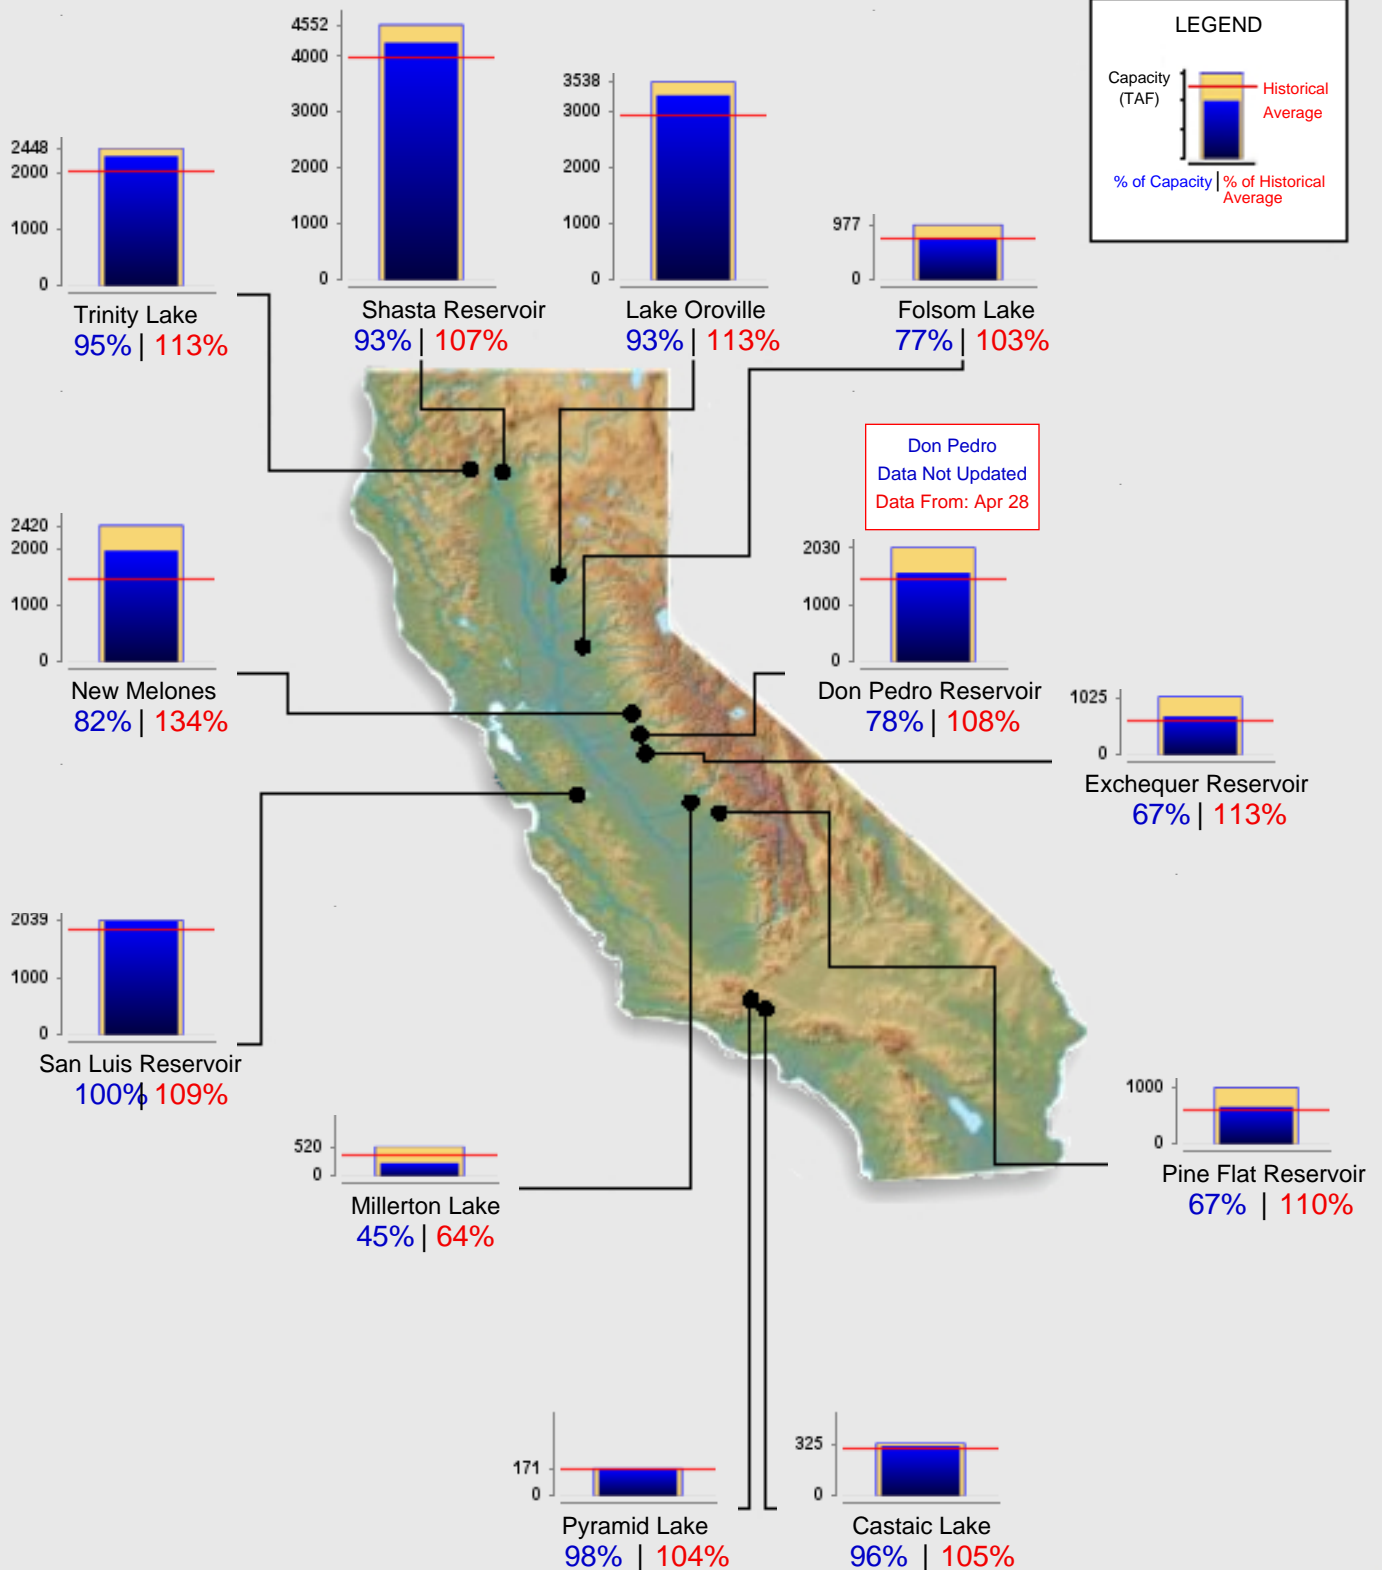 LEGEND
Capacity
(TAF)
Historical
Average
% of Capacity | % of Historical
Average
4552
4000
3000
2000
1000
0
Shasta Reservoir
93% | 107%
3538
3000
2000
1000
0
Lake Oroville
93% | 113%
2448
2000
1000
0
Trinity Lake
95% | 113%
977
0
Folsom Lake
77% | 103%
Don Pedro
Data Not Updated
Data From: Apr 28
2420
2000
1000
0
New Melones
82% | 134%
2030
1000
0
Don Pedro Reservoir
78% | 108%
1025
0
Exchequer Reservoir
67% | 113%
2039
1000
0
San Luis Reservoir
100% | 109%
520
0
Millerton Lake
45% | 64%
1000
0
Pine Flat Reservoir
67% | 110%
171
0
Pyramid Lake
98% | 104%
325
0
Castaic Lake
96% | 105%